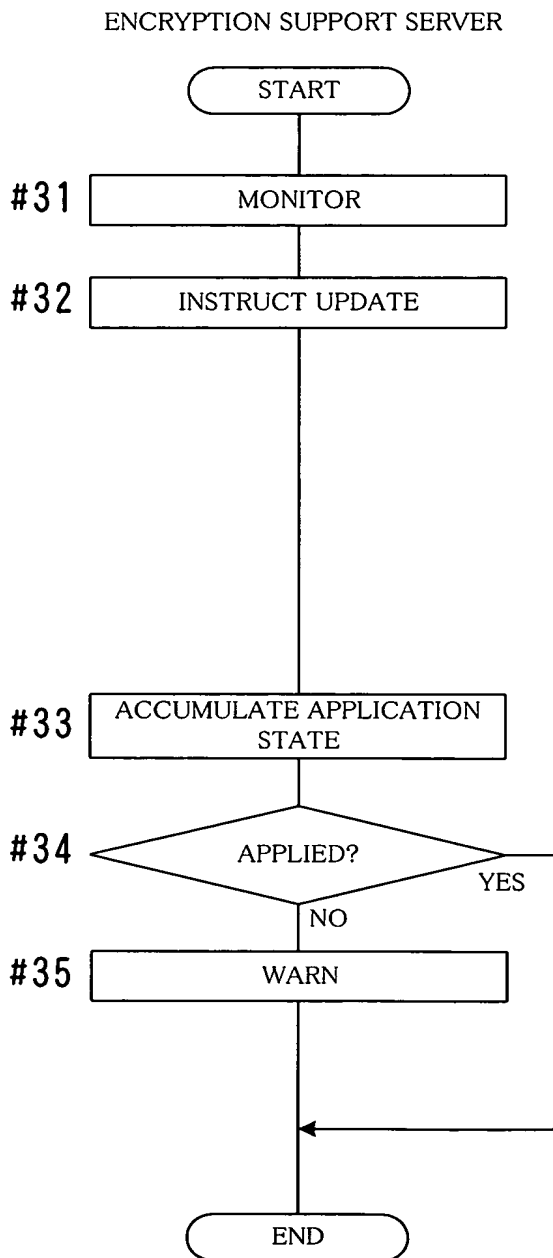 ENCRYPTION SUPPORT SERVER
START
#31 MONITOR
#32 INSTRUCT UPDATE
#33 ACCUMULATE APPLICATION
STATE
#34 APPLIED?
YES
NO
#35 WARN
END